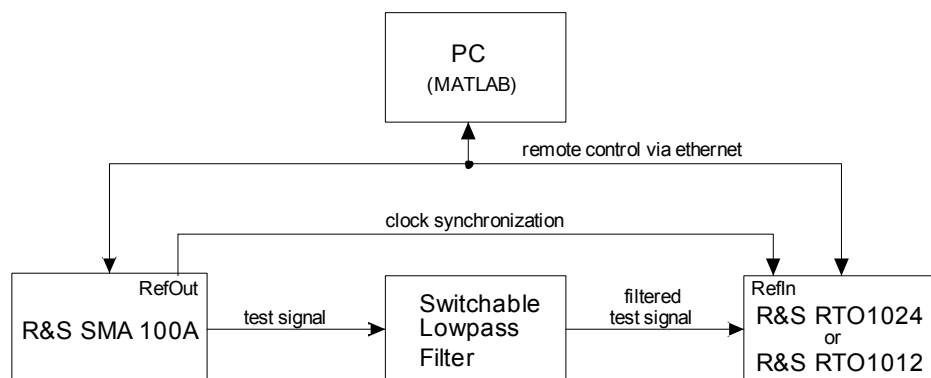 PC
(MATLAB)
remote control via ethernet
clock synchronization
RefOut
R&S SMA 100A
test signal
Switchable
Lowpass
Filter
filtered
test signal
RefIn
R&S RTO1024
or
R&S RTO1012